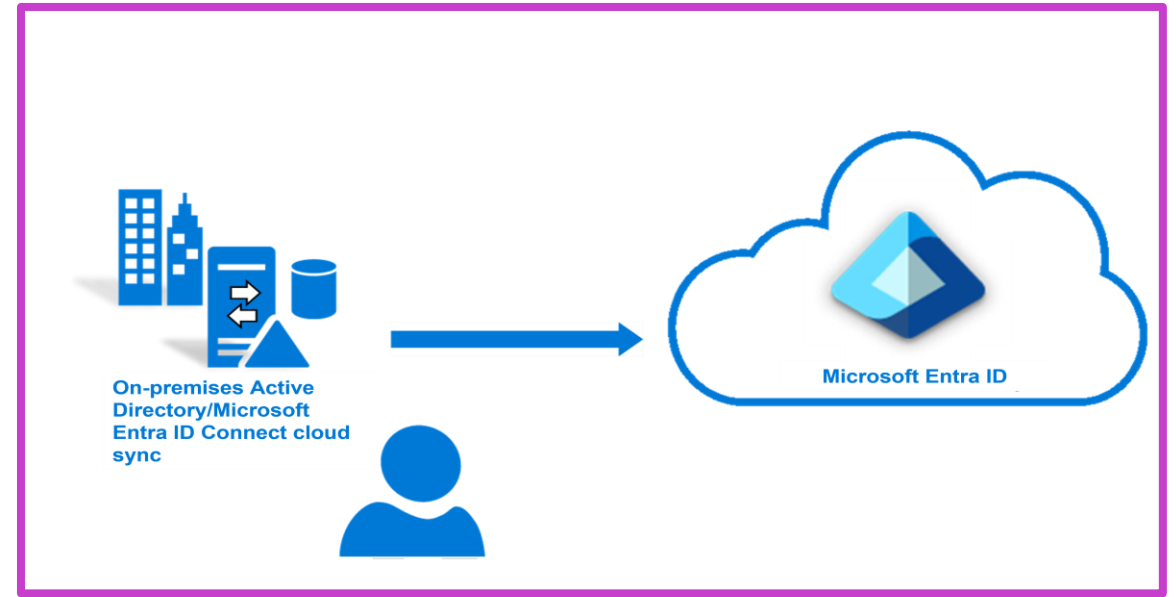 On-premises Active
Directory/Microsoft
Entra ID Connect cloud
sync
Microsoft Entra ID